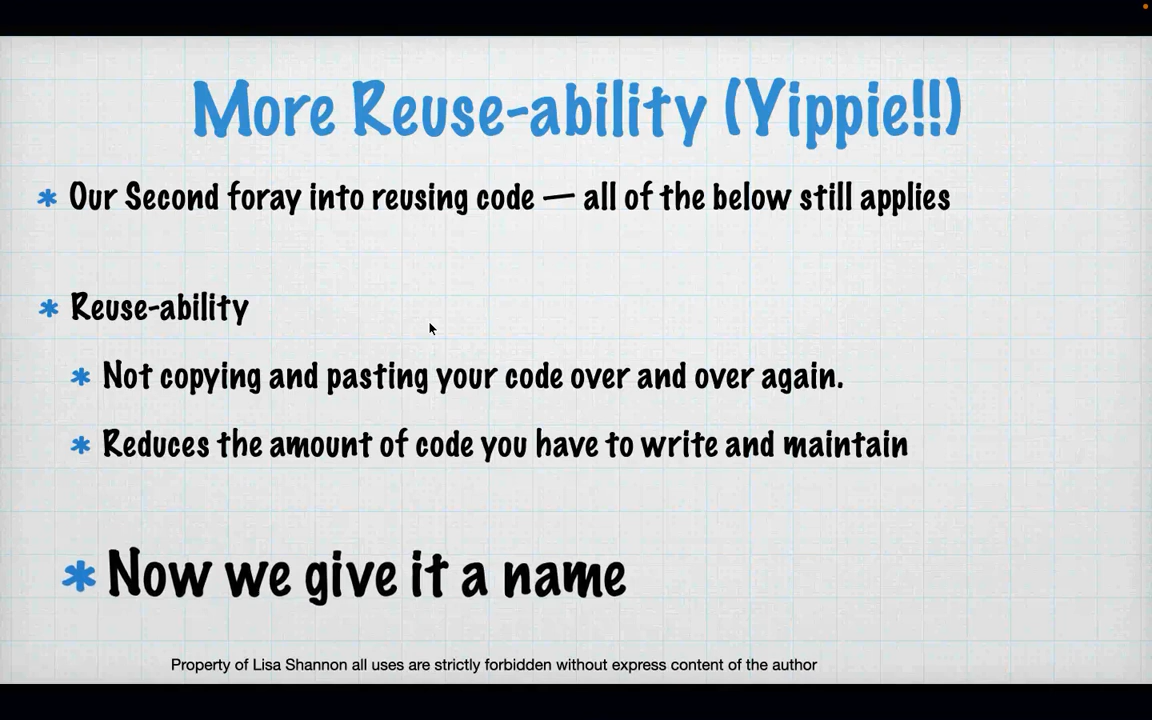 More Reuse-ability (Yippie!!)
* Our Second foray into reusing code — all of the below still applies
* Reuse-ability
* Not copying and pasting your code over and over again.
* Reduces the amount of code you have to write and maintain
* Now we give it a name
Property of Lisa Shannon all uses are strictly forbidden without express content of the author